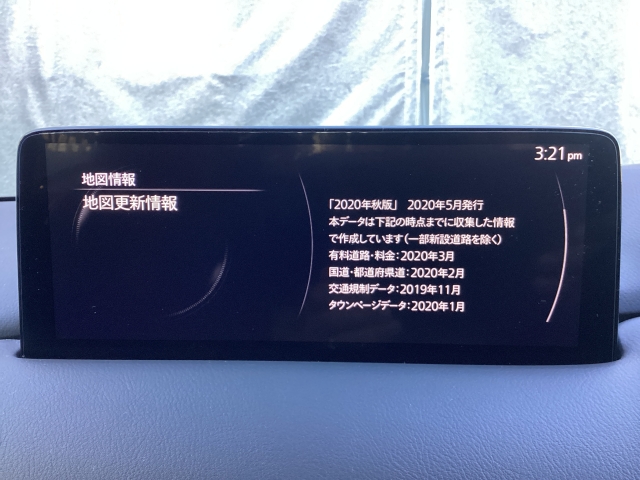 3:21pm
地図情報
地図更新情報
「2020年秋版」 2020年5月発行
本データは下記の時点までに収集した情報
で作成しています(一部新設道路を除く)
有料道路・料金:2020年3月
国道・都道府県道:2020年2月
交通規制データ:2019年11月
タウンページデータ:2020年1月